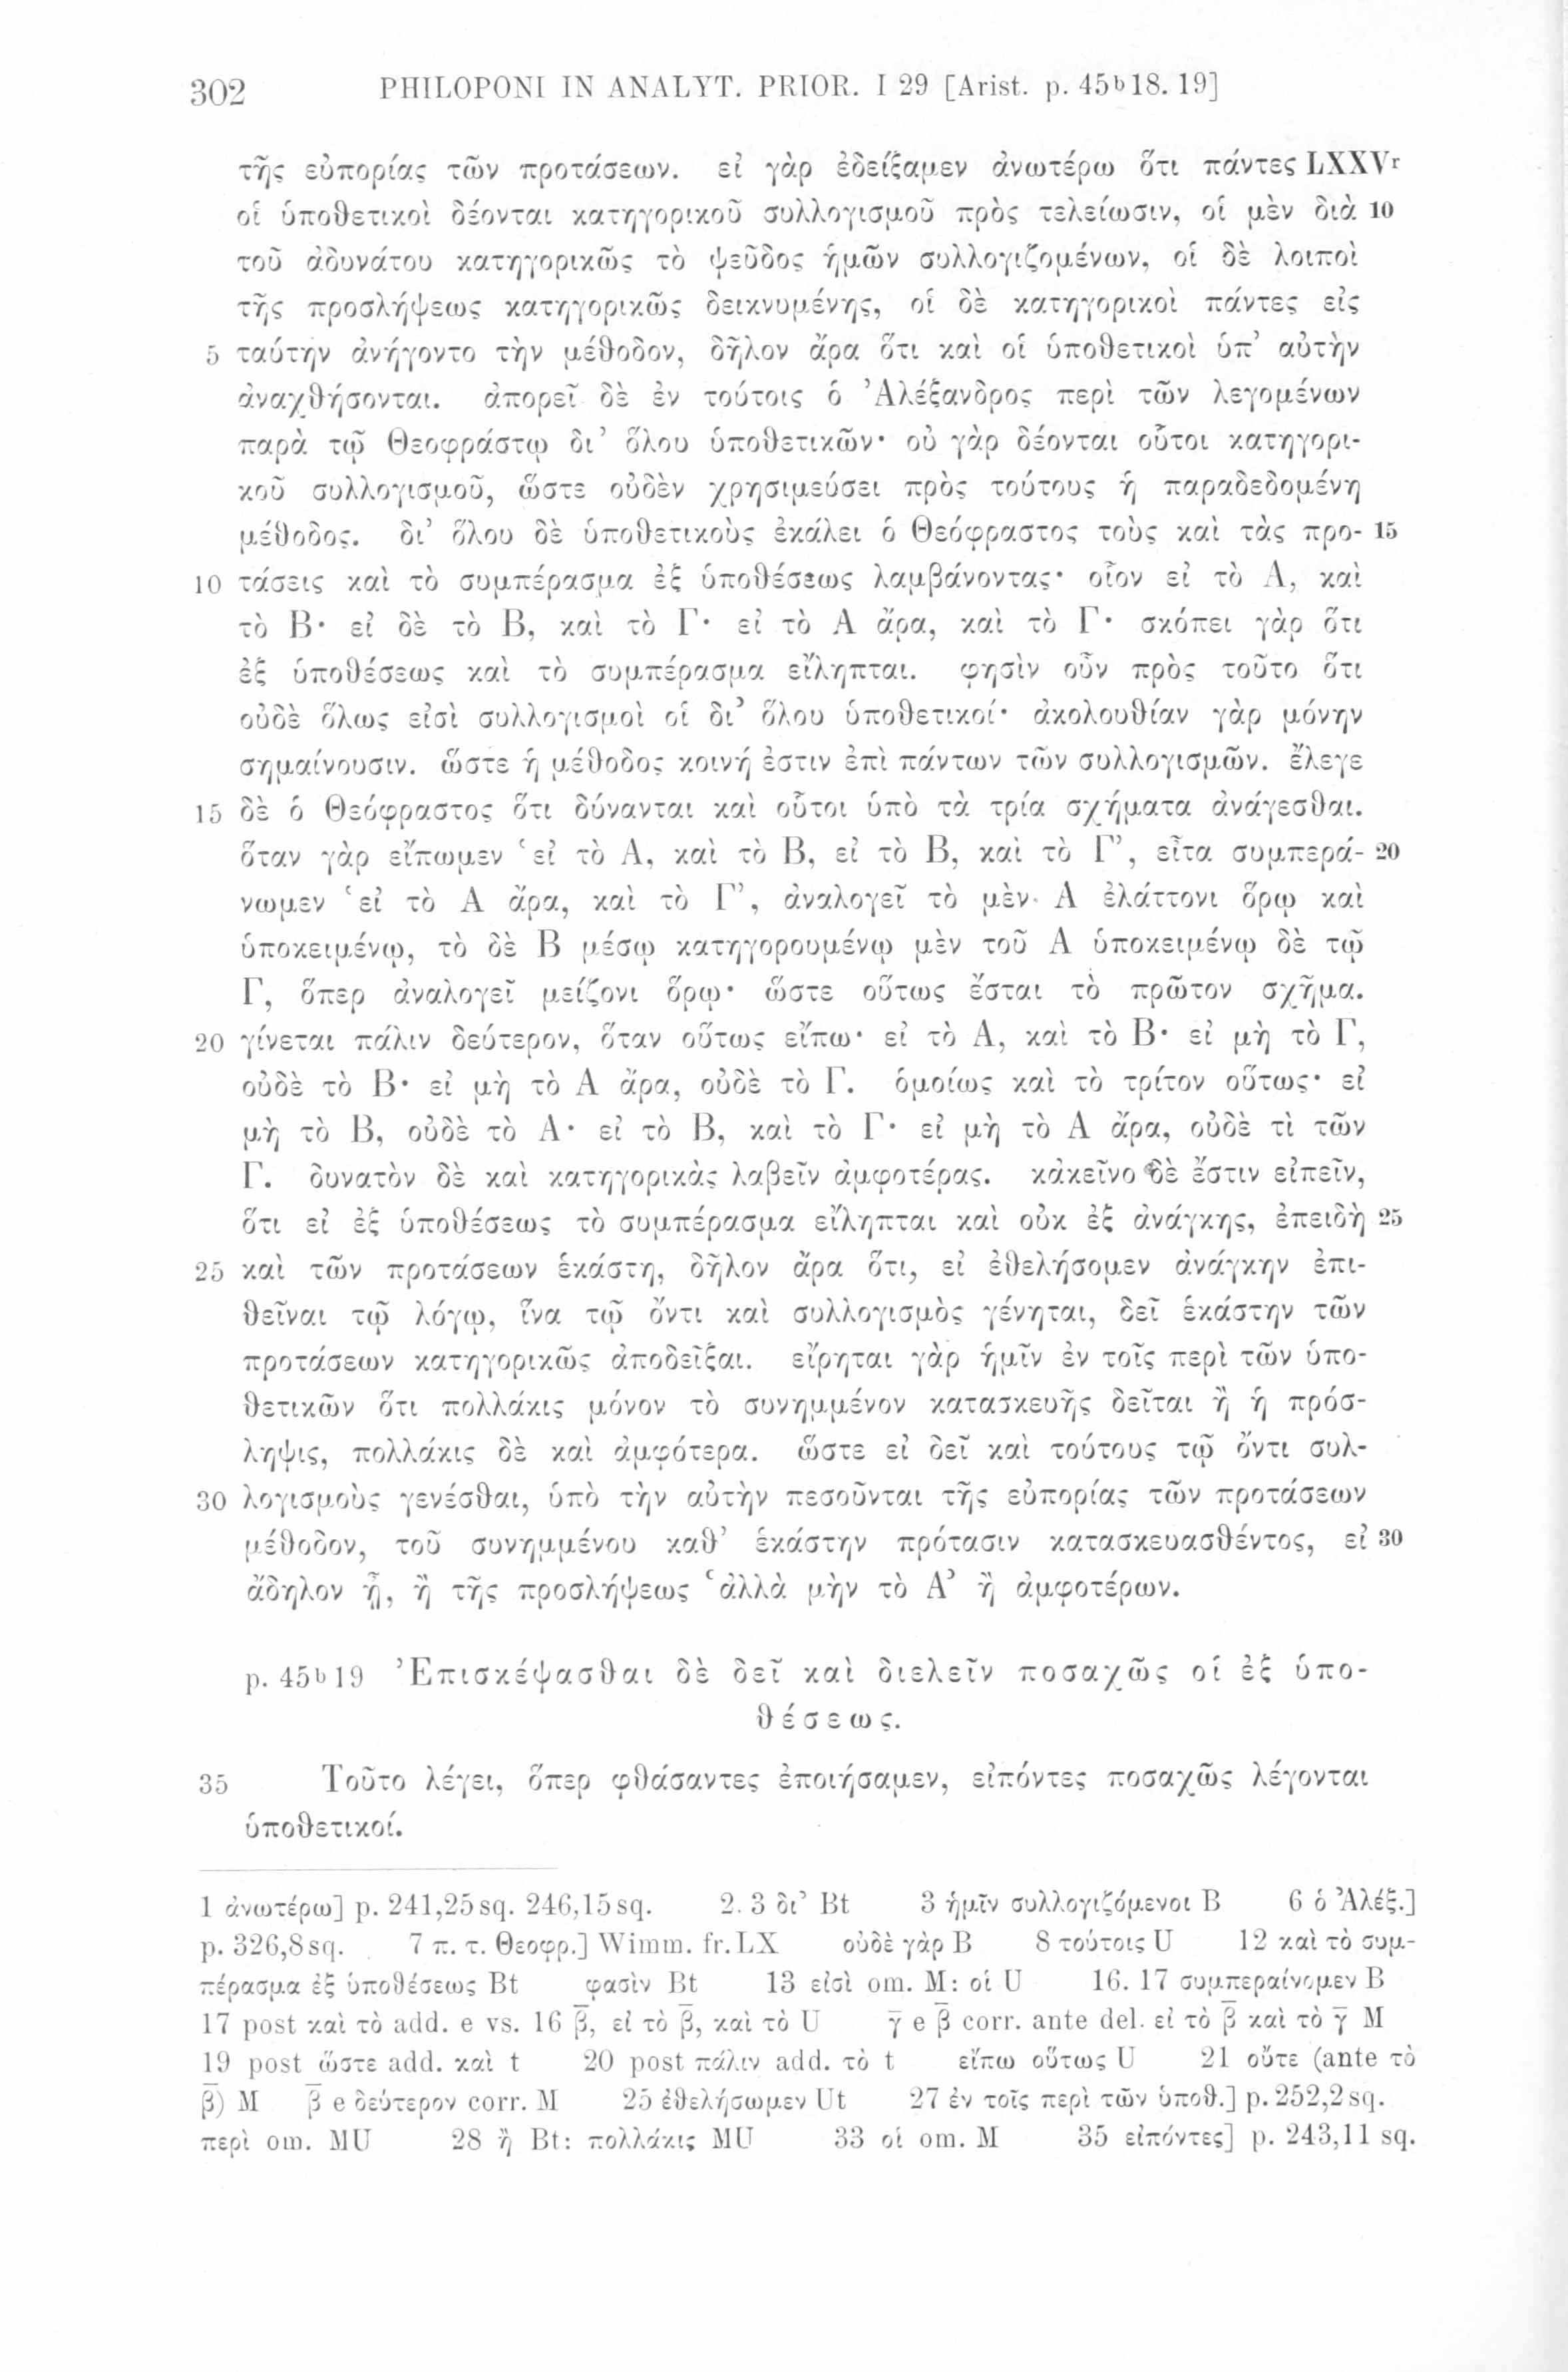 302 PHILOPONI IN ANALYT. PRIOR. I 29 [Arist. p. 45ᵇ18. 19]
τῆς εὐπορίας τῶν προτάσεων. εἰ γὰρ ἐδείξαμεν ἀνωτέρω ὅτι πάντες LXXVʳ
οἱ ὑποθετικοὶ δέονται κατηγορικοῦ συλλογισμοῦ πρὸς τελείωσιν, οἱ μὲν διὰ 10
τοῦ ἀδυνάτου κατηγορικῶς τὸ ψεῦδος ἡμῶν συλλογιζομένων, οἱ δὲ λοιποὶ
τῆς προσλήψεως κατηγορικῶς δεικνυμένης, οἱ δὲ κατηγορικοὶ πάντες εἰς
5 ταύτην ἀνήγοντο τὴν μέθοδον, δῆλον ἄρα ὅτι καὶ οἱ ὑποθετικοὶ ὑπ’ αὐτὴν
ἀναχθήσονται. ἀπορεῖ δὲ ἐν τούτοις ὁ Ἀλέξανδρος περὶ τῶν λεγομένων
παρὰ τῷ Θεοφράστῳ δι’ ὅλου ὑποθετικῶν· οὐ γὰρ δέονται οὗτοι κατηγορι-
κοῦ συλλογισμοῦ, ὥστε οὐδὲν χρησιμεύσει πρὸς τούτους ἡ παραδεδομένη
μέθοδος. δι’ ὅλου δὲ ὑποθετικοὺς ἐκάλει ὁ Θεόφραστος τοὺς καὶ τὰς προ- 15
10 τάσεις καὶ τὸ συμπέρασμα ἐξ ὑποθέσεως λαμβάνοντας· οἷον εἰ τὸ Α, καὶ
τὸ Β· εἰ δὲ τὸ Β, καὶ τὸ Γ· εἰ τὸ Α ἄρα, καὶ τὸ Γ· σκόπει γὰρ ὅτι
ἐξ ὑποθέσεως καὶ τὸ συμπέρασμα εἴληπται. φησὶν οὖν πρὸς τοῦτο ὅτι
οὐδὲ ὅλως εἰσὶ συλλογισμοὶ οἱ δι’ ὅλου ὑποθετικοί· ἀκολουθίαν γὰρ μόνην
σημαίνουσιν. ὥστε ἡ μέθοδος κοινή ἐστιν ἐπὶ πάντων τῶν συλλογισμῶν. ἔλεγε
15 δὲ ὁ Θεόφραστος ὅτι δύνανται καὶ οὗτοι ὑπὸ τὰ τρία σχήματα ἀνάγεσθαι.
ὅταν γὰρ εἴπωμεν ‘εἰ τὸ Α, καὶ τὸ Β, εἰ τὸ Β, καὶ τὸ Γ’, εἶτα συμπερά- 20
νωμεν ‘εἰ τὸ Α ἄρα, καὶ τὸ Γ’, ἀναλογεῖ τὸ μὲν Α ἐλάττονι ὅρῳ καὶ
ὑποκειμένῳ, τὸ δὲ Β μέσῳ κατηγορουμένῳ μὲν τοῦ Α ὑποκειμένῳ δὲ τῷ
Γ, ὅπερ ἀναλογεῖ μείζονι ὅρῳ· ὥστε οὕτως ἔσται τὸ πρῶτον σχῆμα.
20 γίνεται πάλιν δεύτερον, ὅταν οὕτως εἴπω· εἰ τὸ Α, καὶ τὸ Β· εἰ μὴ τὸ Γ,
οὐδὲ τὸ Β· εἰ μὴ τὸ Α ἄρα, οὐδὲ τὸ Γ. ὁμοίως καὶ τὸ τρίτον οὕτως· εἰ
μὴ τὸ Β, οὐδὲ τὸ Α· εἰ τὸ Β, καὶ τὸ Γ· εἰ μὴ τὸ Α ἄρα, οὐδὲ τὶ τῶν
Γ. δυνατὸν δὲ καὶ κατηγορικὰς λαβεῖν ἀμφοτέρας. κἀκεῖνο δὲ ἔστιν εἰπεῖν,
ὅτι εἰ ἐξ ὑποθέσεως τὸ συμπέρασμα εἴληπται καὶ οὐκ ἐξ ἀνάγκης, ἐπειδὴ 25
25 καὶ τῶν προτάσεων ἑκάστη, δῆλον ἄρα ὅτι, εἰ ἐθελήσομεν ἀνάγκην ἐπι-
θεῖναι τῷ λόγῳ, ἵνα τῷ ὄντι καὶ συλλογισμὸς γένηται, δεῖ ἑκάστην τῶν
προτάσεων κατηγορικῶς ἀποδεῖξαι. εἴρηται γὰρ ἡμῖν ἐν τοῖς περὶ τῶν ὑπο-
θετικῶν ὅτι πολλάκις μόνον τὸ συνημμένον κατασκευῆς δεῖται ἢ ἡ πρόσ-
ληψις, πολλάκις δὲ καὶ ἀμφότερα. ὥστε εἰ δεῖ καὶ τούτους τῷ ὄντι συλ-
30 λογισμοὺς γενέσθαι, ὑπὸ τὴν αὐτὴν πεσοῦνται τῆς εὐπορίας τῶν προτάσεων
μέθοδον, τοῦ συνημμένου καθ’ ἑκάστην πρότασιν κατασκευασθέντος, εἰ 30
ἄδηλον ᾖ, ἢ τῆς προσλήψεως ‘ἀλλὰ μὴν τὸ Α’ ἢ ἀμφοτέρων.
p. 45ᵇ19 Ἐπισκέψασθαι δὲ δεῖ καὶ διελεῖν ποσαχῶς οἱ ἐξ ὑπο-
θέσεως.
35 Τοῦτο λέγει, ὅπερ φθάσαντες ἐποιήσαμεν, εἰπόντες ποσαχῶς λέγονται
ὑποθετικοί.
1 ἀνωτέρω] p. 241,25 sq. 246,15 sq. 2. 3 δι’ Bt 3 ἡμῖν συλλογιζόμενοι B 6 ὁ Ἀλέξ.]
p. 326,8 sq. 7 π. τ. Θεοφρ.] Wimm. fr. LX οὐδὲ γὰρ B 8 τούτοις U 12 καὶ τὸ συμ-
πέρασμα ἐξ ὑποθέσεως Bt φασὶν Bt 13 εἰσὶ om. M: οἱ U 16. 17 συμπεραίνομεν B
17 post καὶ τὸ add. e vs. 16 β̄, εἰ τὸ β̄, καὶ τὸ U γ̄ e β̄ corr. ante del. εἰ τὸ β̄ καὶ τὸ γ̄ M
19 post ὥστε add. καὶ t 20 post πάλιν add. τὸ t εἴπω οὕτως U 21 οὔτε (ante τὸ
β̄) M β̄ e δεύτερον corr. M 25 ἐθελήσωμεν Ut 27 ἐν τοῖς περὶ τῶν ὑποθ.] p. 252,2 sq.
περὶ om. MU 28 ἢ Bt: πολλάκις MU 33 οἱ om. M 35 εἰπόντες] p. 243,11 sq.